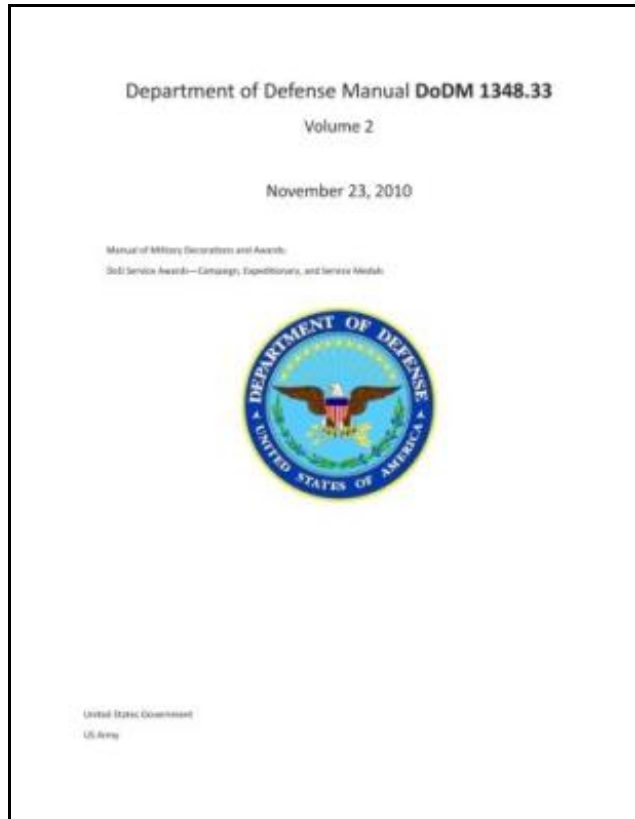 Department of Defense Manual DoDM 1348.33
Volume 2
November 23, 2010
Manual of Military Decorations and Awards:
DoD Service Awards—Campaign, Expeditionary, and Service Medals
DEPARTMENT OF DEFENSE
UNITED STATES OF AMERICA
United States Government
US Army